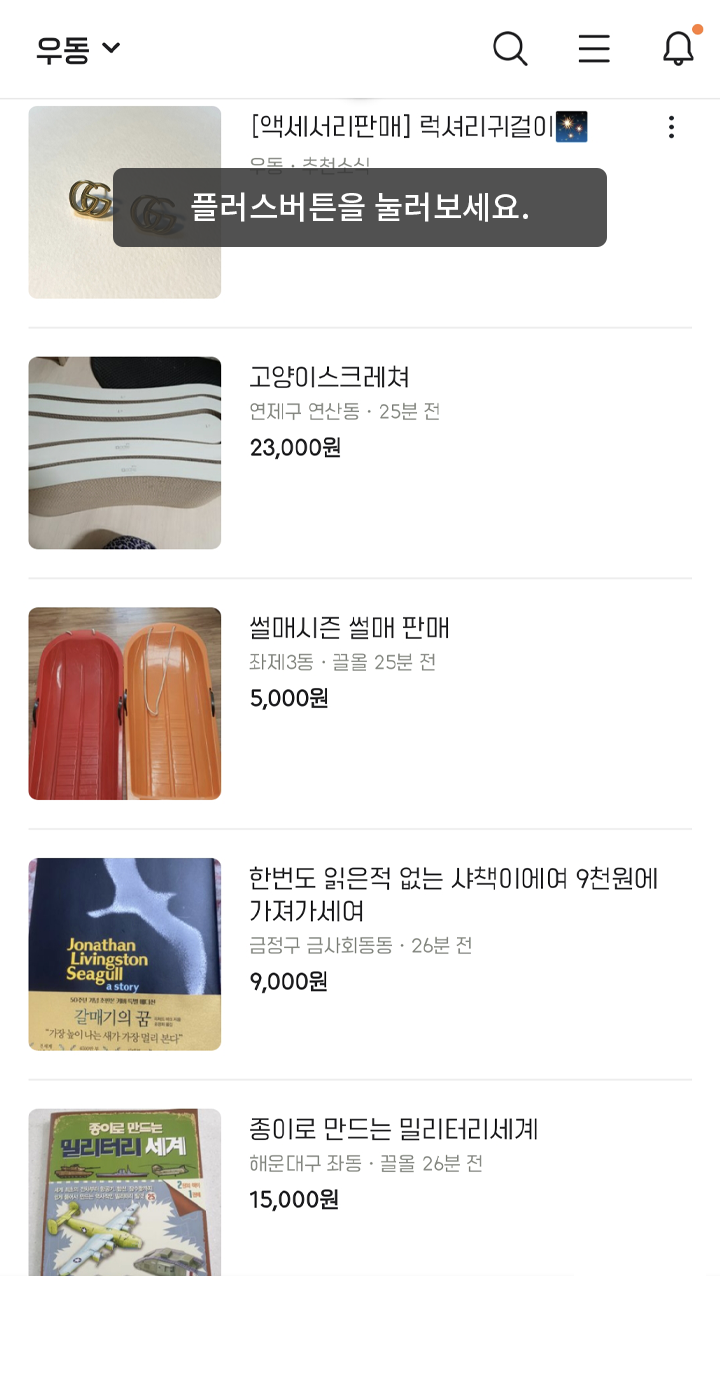 우동
[액세서리판매] 럭셔리귀걸이🎇
우동 · 추천소식
플러스버튼을 눌러보세요.
고양이스크레쳐
연제구 연산동 · 25분 전
23,000원
썰매시즌 썰매 판매
좌제3동 · 끌올 25분 전
5,000원
한번도 읽은적 없는 샤책이에여 9천원에
가져가세여
금정구 금사회동동 · 26분 전
9,000원
Jonathan
Livingston
Seagull
a story
갈매기의 꿈
"가장 높이 나는 새가 가장 멀리 본다"
종이로 만드는 밀리터리세계
해운대구 좌동 · 끌올 26분 전
15,000원
종이로 만드는
밀리터리 세계